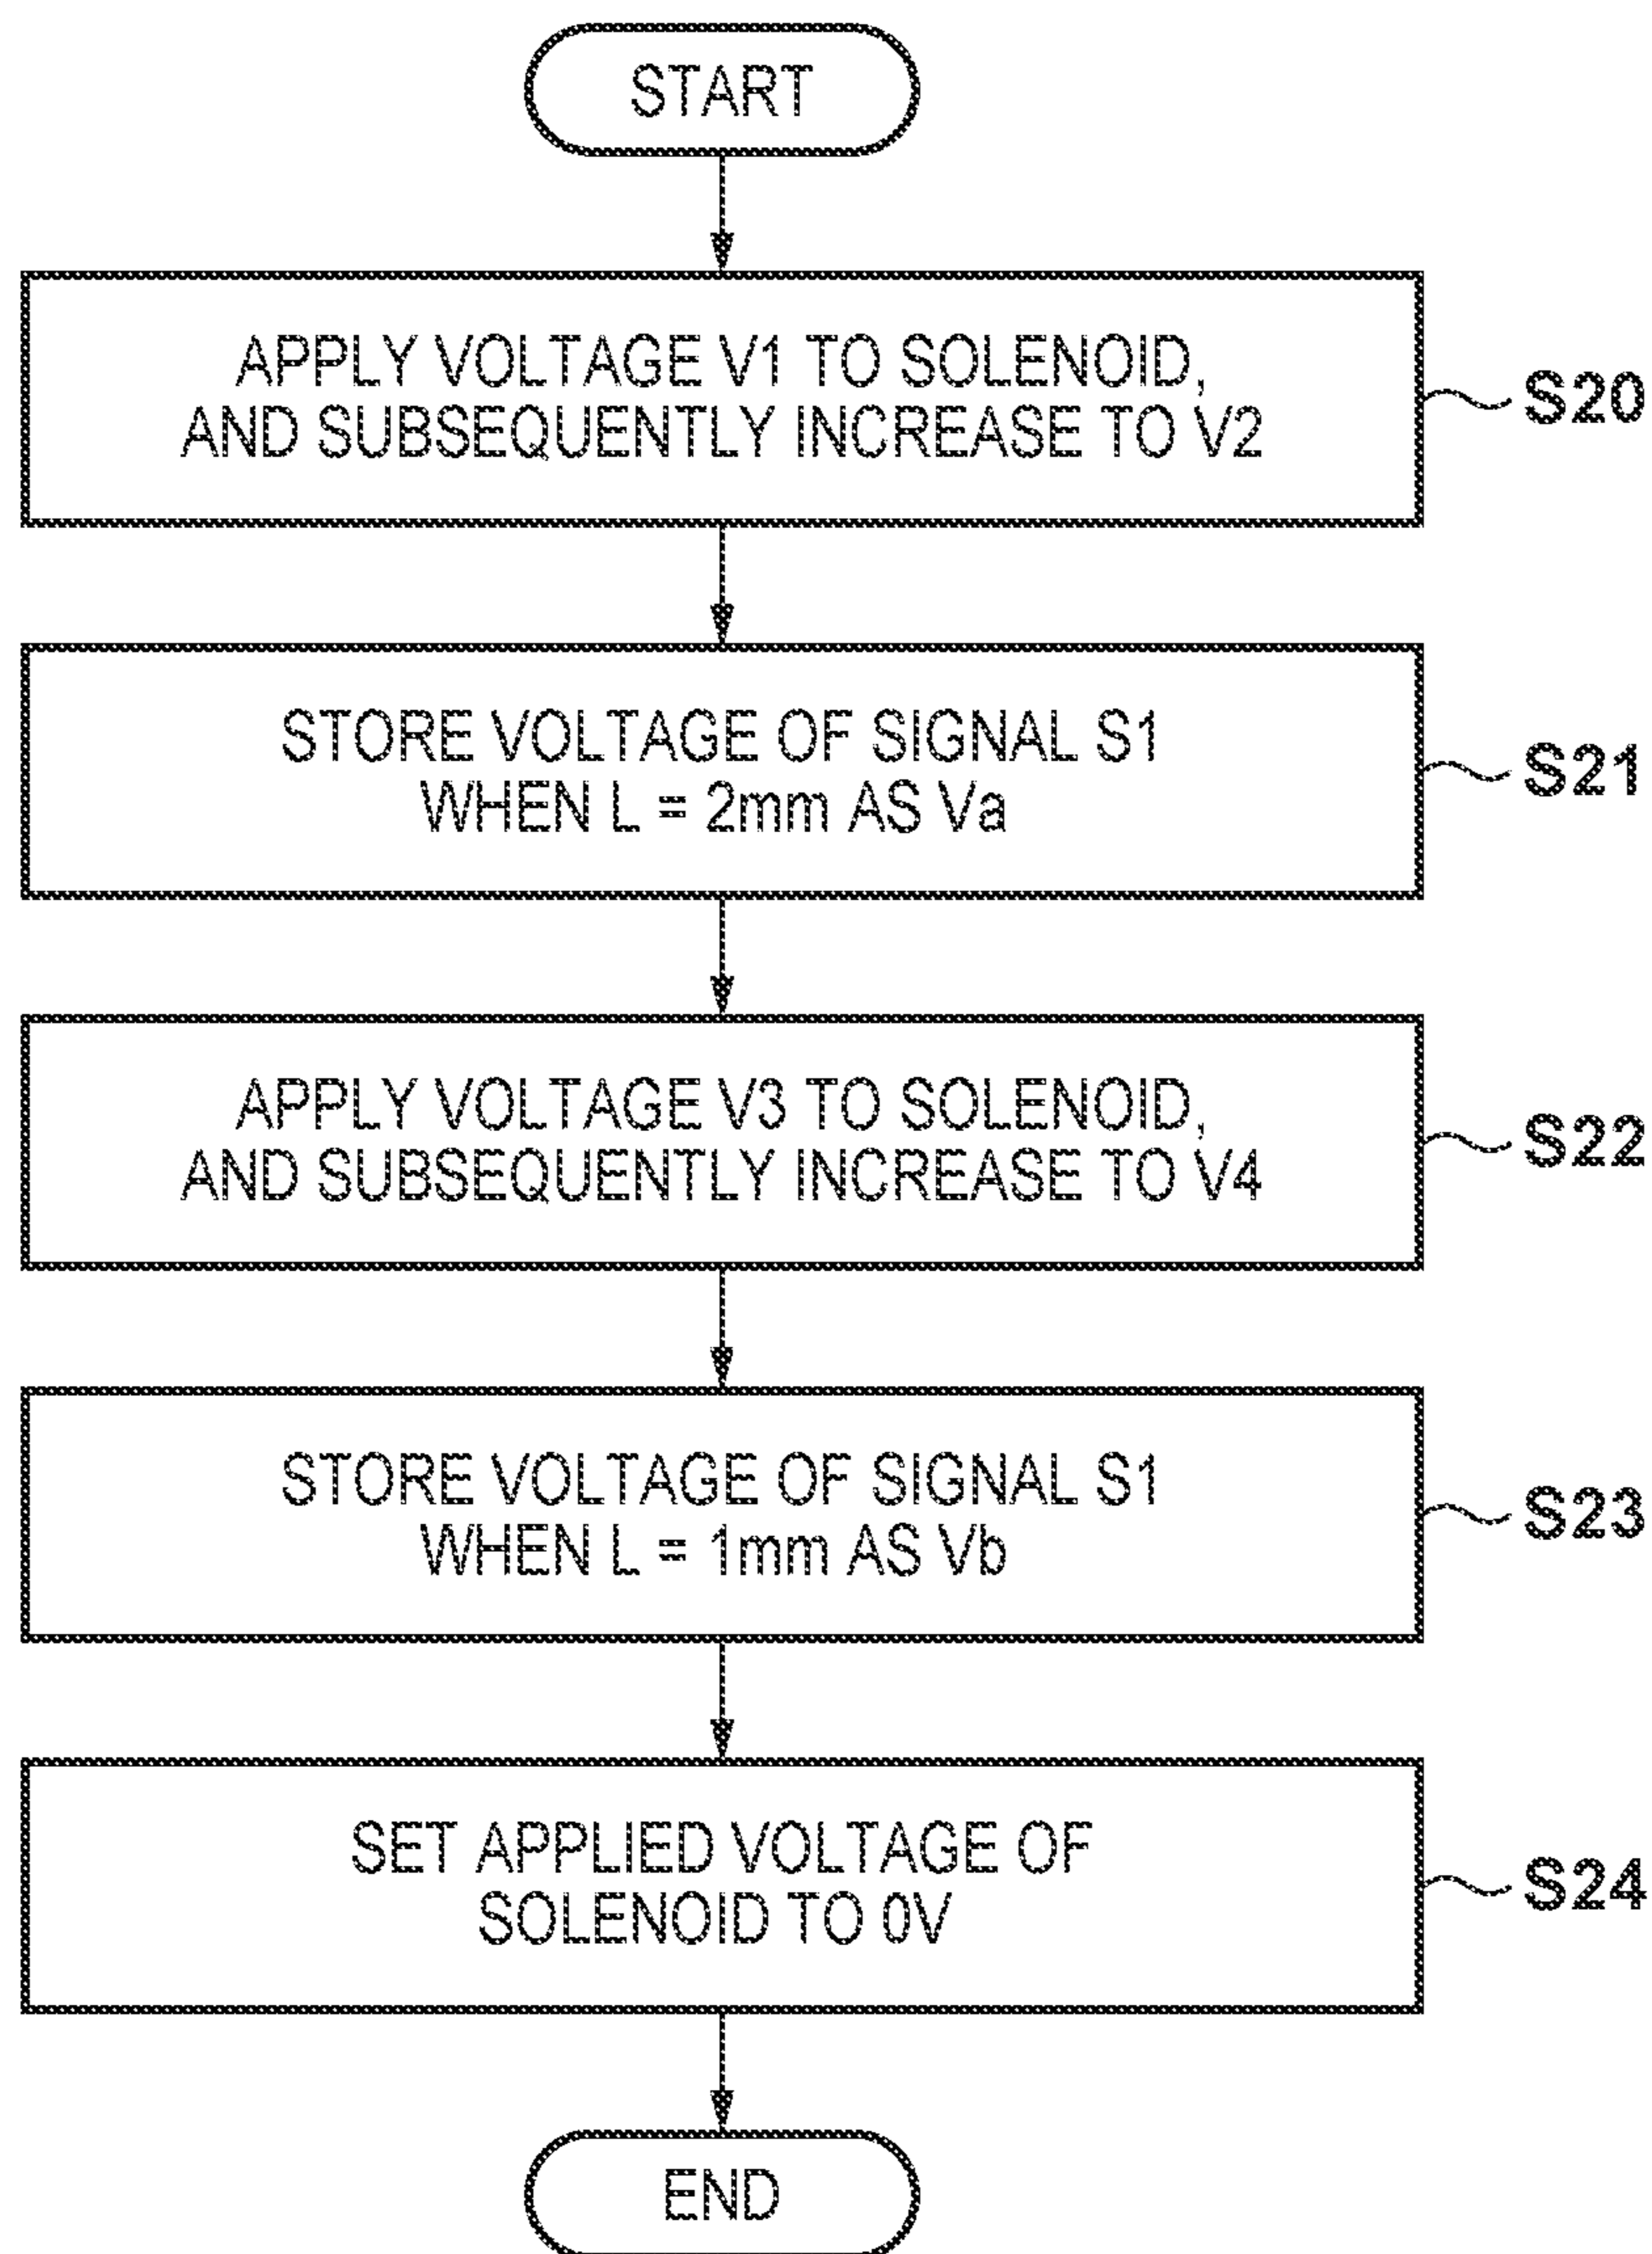 START
APPLY VOLTAGE V1 TO SOLENOID,
AND SUBSEQUENTLY INCREASE TO V2
S20
STORE VOLTAGE OF SIGNAL S1
WHEN L = 2mm AS Va
S21
APPLY VOLTAGE V3 TO SOLENOID,
AND SUBSEQUENTLY INCREASE TO V4
S22
STORE VOLTAGE OF SIGNAL S1
WHEN L = 1mm AS Vb
S23
SET APPLIED VOLTAGE OF
SOLENOID TO 0V
S24
END